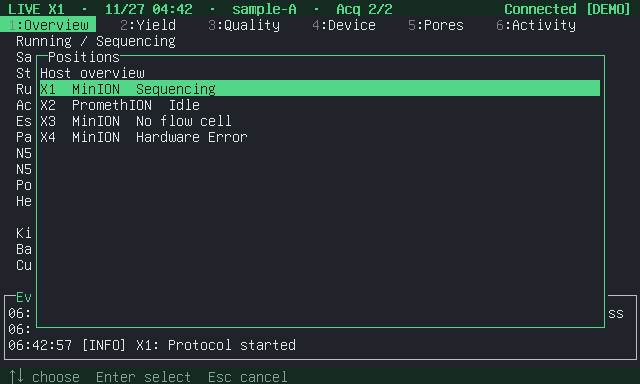 LIVE X1 - 11/27 04:42 - sample-A - Acq 2/2 Connected [DEMO]
1:Overview 2:Yield 3:Quality 4:Device 5:Pores 6:Activity
Running / Sequencing
Sa
Positions
St
Host overview
Ru
X1 MinION Sequencing
Ac
X2 PromethION Idle
Es
X3 MinION No flow cell
Pa
X4 MinION Hardware Error
N5
N5
Po
He
Ki
Ba
Cu
Ev
06: ss
06:
06:42:57 [INFO] X1: Protocol started
↑↓ choose Enter select Esc cancel